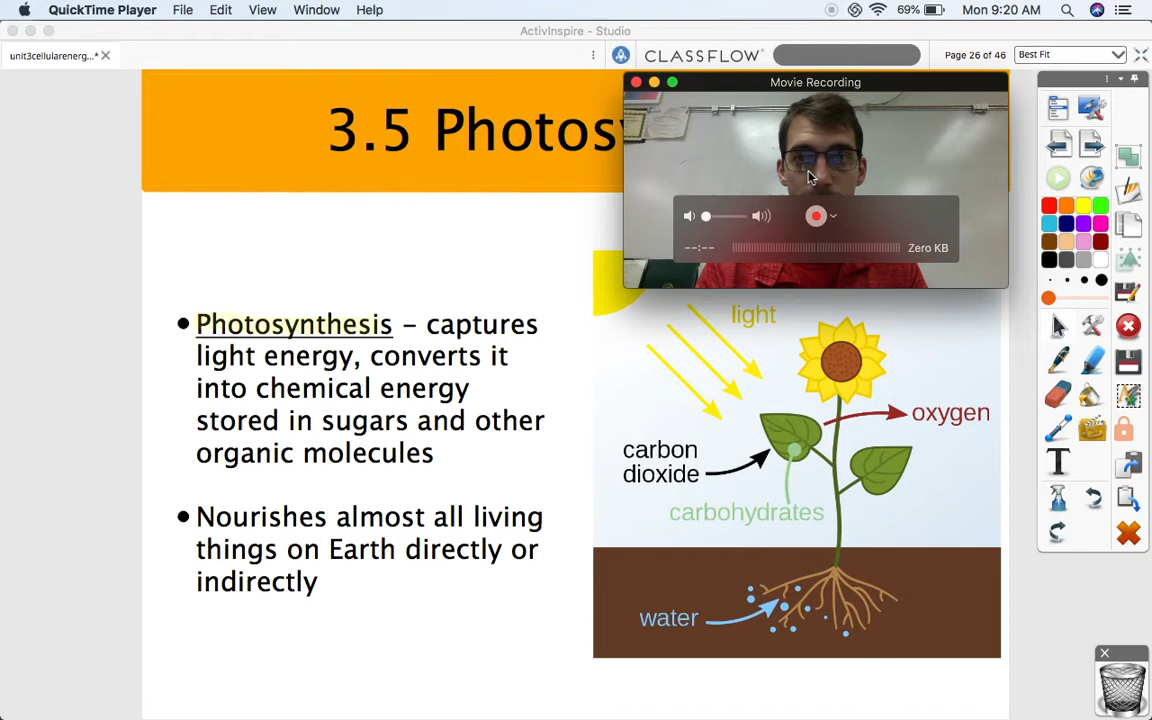 QuickTime Player File Edit View Window Help 69% Mon 9:20 AM
ActivInspire - Studio
unit3cellularenerg...* CLASSFLOW Page 26 of 46 Best Fit
Movie Recording
3.5 Photos
--:-- Zero KB
• Photosynthesis – captures
light energy, converts it
into chemical energy
stored in sugars and other
organic molecules
• Nourishes almost all living
things on Earth directly or
indirectly
light
oxygen
carbon
dioxide
carbohydrates
water
T